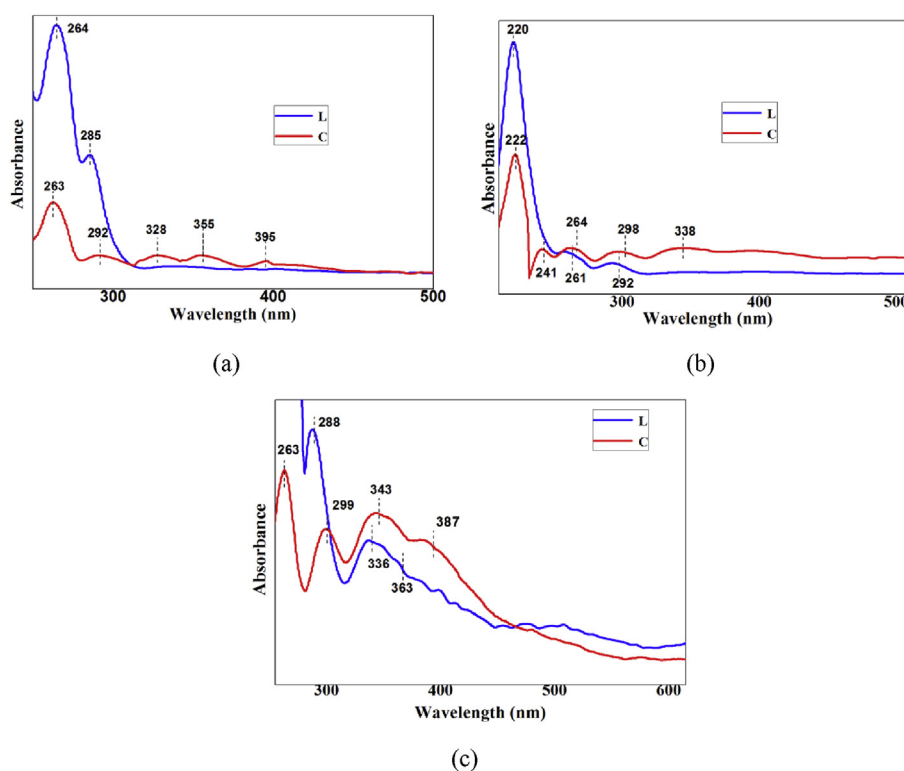 264
285
263
292
328
355
395
L
C
Absorbance
300
400
500
Wavelength (nm)
(a)
220
222
264
298
338
241
261
292
L
C
Absorbance
300
400
500
Wavelength (nm)
(b)
288
263
299
343
387
336
363
L
C
Absorbance
300
400
500
600
Wavelength (nm)
(c)